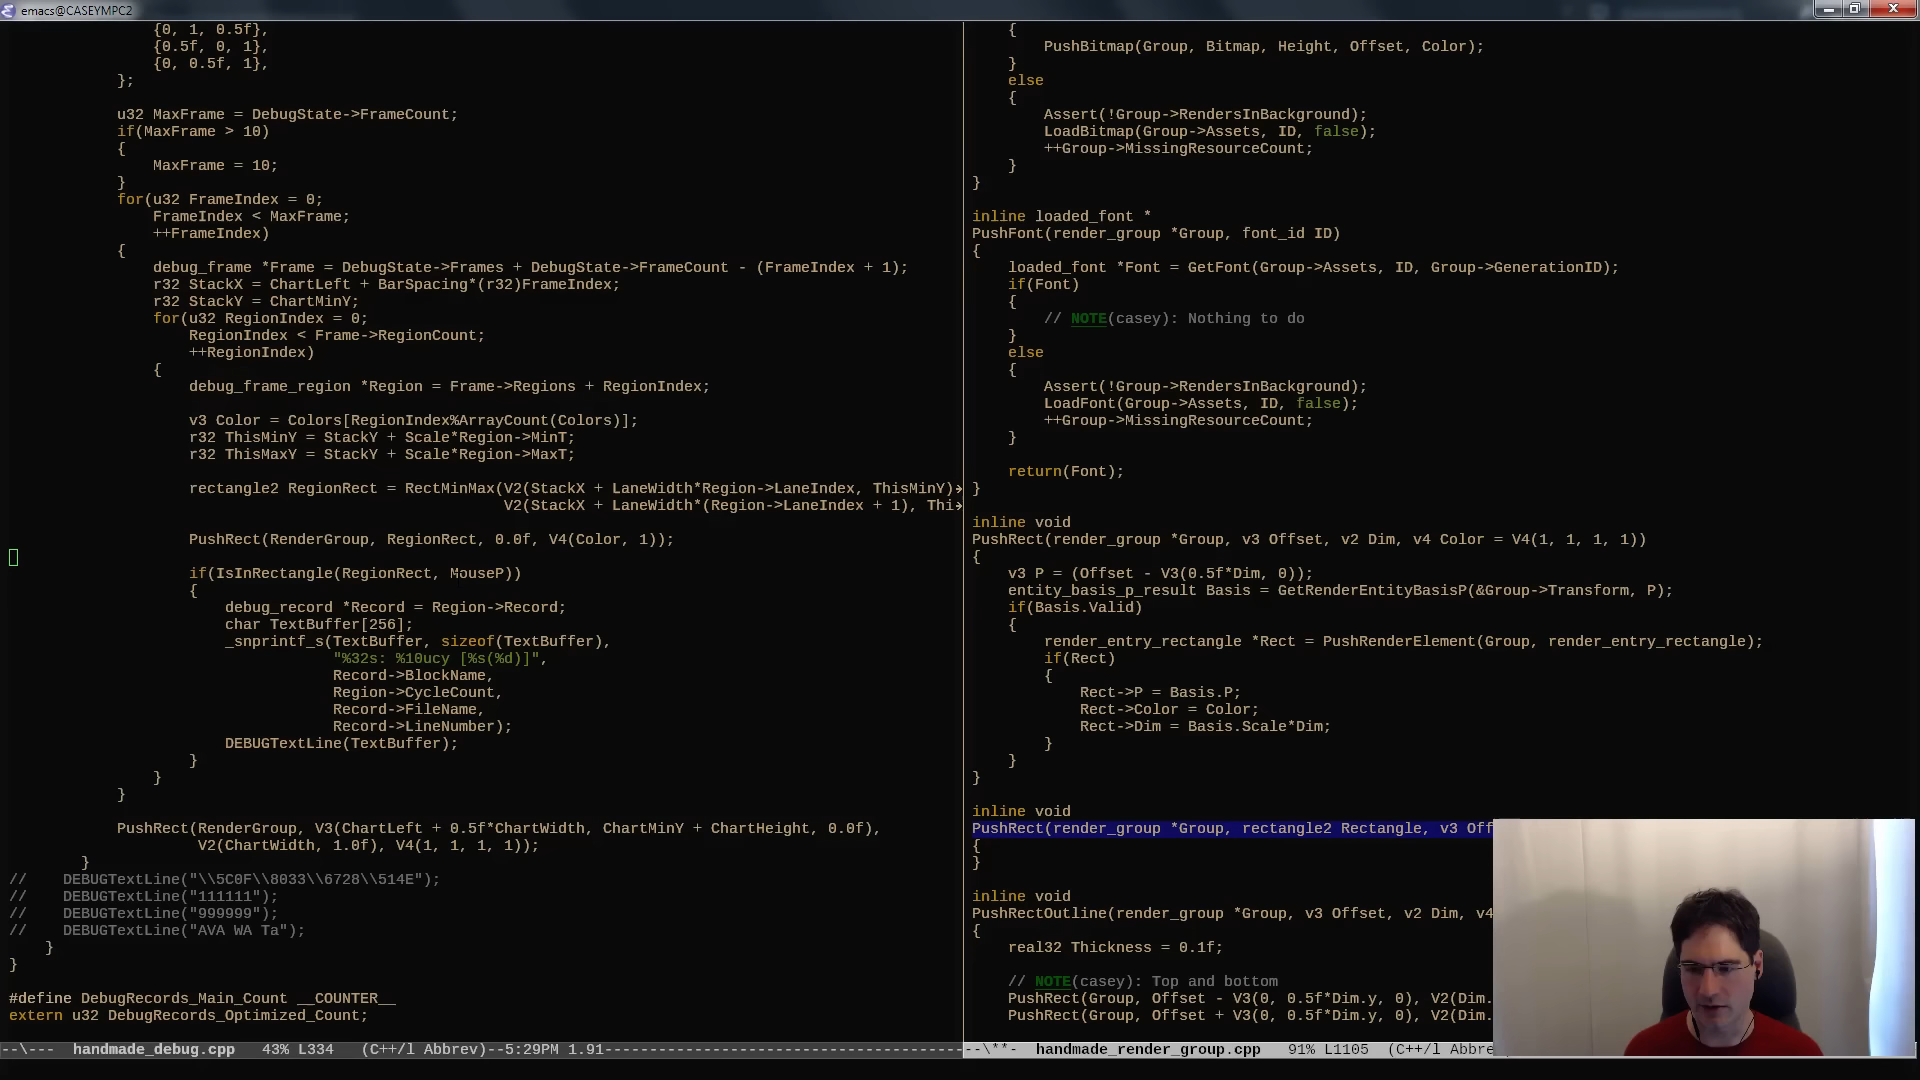 emacs@CASEYMPC2
{0, 1, 0.5f},
{0.5f, 0, 1},
{0, 0.5f, 1},
};
u32 MaxFrame = DebugState->FrameCount;
if(MaxFrame > 10)
{
MaxFrame = 10;
}
for(u32 FrameIndex = 0;
FrameIndex < MaxFrame;
++FrameIndex)
{
debug_frame *Frame = DebugState->Frames + DebugState->FrameCount - (FrameIndex + 1);
r32 StackX = ChartLeft + BarSpacing*(r32)FrameIndex;
r32 StackY = ChartMinY;
for(u32 RegionIndex = 0;
RegionIndex < Frame->RegionCount;
++RegionIndex)
{
debug_frame_region *Region = Frame->Regions + RegionIndex;
v3 Color = Colors[RegionIndex%ArrayCount(Colors)];
r32 ThisMinY = StackY + Scale*Region->MinT;
r32 ThisMaxY = StackY + Scale*Region->MaxT;
rectangle2 RegionRect = RectMinMax(V2(StackX + LaneWidth*Region->LaneIndex, ThisMinY)
V2(StackX + LaneWidth*(Region->LaneIndex + 1), Thi
PushRect(RenderGroup, RegionRect, 0.0f, V4(Color, 1));
if(IsInRectangle(RegionRect, MouseP))
{
debug_record *Record = Region->Record;
char TextBuffer[256];
_snprintf_s(TextBuffer, sizeof(TextBuffer),
"%32s: %10ucy [%s(%d)]",
Record->BlockName,
Region->CycleCount,
Record->FileName,
Record->LineNumber);
DEBUGTextLine(TextBuffer);
}
}
}
PushRect(RenderGroup, V3(ChartLeft + 0.5f*ChartWidth, ChartMinY + ChartHeight, 0.0f),
V2(ChartWidth, 1.0f), V4(1, 1, 1, 1));
}
// DEBUGTextLine("\\5C0F\\8033\\6728\\514E");
// DEBUGTextLine("111111");
// DEBUGTextLine("999999");
// DEBUGTextLine("AVA WA Ta");
}
}
#define DebugRecords_Main_Count __COUNTER__
extern u32 DebugRecords_Optimized_Count;
--\--- handmade_debug.cpp 43% L334 (C++/l Abbrev)--5:29PM 1.91
{
PushBitmap(Group, Bitmap, Height, Offset, Color);
}
else
{
Assert(!Group->RendersInBackground);
LoadBitmap(Group->Assets, ID, false);
++Group->MissingResourceCount;
}
}
inline loaded_font *
PushFont(render_group *Group, font_id ID)
{
loaded_font *Font = GetFont(Group->Assets, ID, Group->GenerationID);
if(Font)
{
// NOTE(casey): Nothing to do
}
else
{
Assert(!Group->RendersInBackground);
LoadFont(Group->Assets, ID, false);
++Group->MissingResourceCount;
}
return(Font);
}
inline void
PushRect(render_group *Group, v3 Offset, v2 Dim, v4 Color = V4(1, 1, 1, 1))
{
v3 P = (Offset - V3(0.5f*Dim, 0));
entity_basis_p_result Basis = GetRenderEntityBasisP(&Group->Transform, P);
if(Basis.Valid)
{
render_entry_rectangle *Rect = PushRenderElement(Group, render_entry_rectangle);
if(Rect)
{
Rect->P = Basis.P;
Rect->Color = Color;
Rect->Dim = Basis.Scale*Dim;
}
}
}
inline void
PushRect(render_group *Group, rectangle2 Rectangle, v3 Off
{
}
inline void
PushRectOutline(render_group *Group, v3 Offset, v2 Dim, v4
{
real32 Thickness = 0.1f;
// NOTE(casey): Top and bottom
PushRect(Group, Offset - V3(0, 0.5f*Dim.y, 0), V2(Dim.
PushRect(Group, Offset + V3(0, 0.5f*Dim.y, 0), V2(Dim.
--\**- handmade_render_group.cpp 91% L1105 (C++/l Abbre